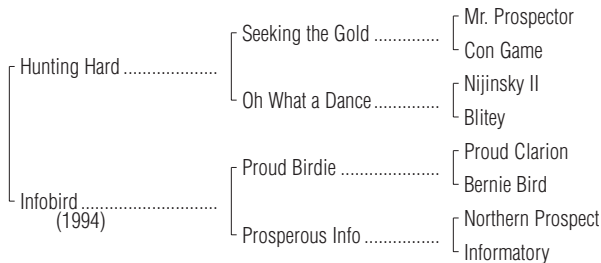 Mr. Prospector
Seeking the Gold ..............
Con Game
Hunting Hard .....................
Nijinsky II
Oh What a Dance ..............
Blitey
Proud Clarion
Proud Birdie .....................
Bernie Bird
Infobird .............................
(1994)
Northern Prospect
Prosperous Info ................
Informatory